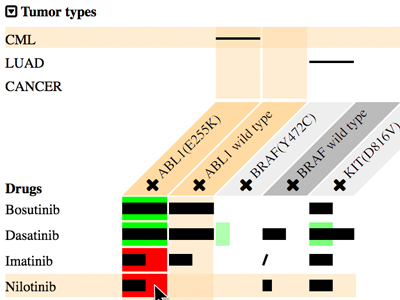 Tumor types
CML
LUAD
CANCER
ABL1(E255K)
ABL1 wild type
BRAF(Y472C)
BRAF wild type
KIT(D816V)
Drugs
Bosutinib
Dasatinib
Imatinib
Nilotinib